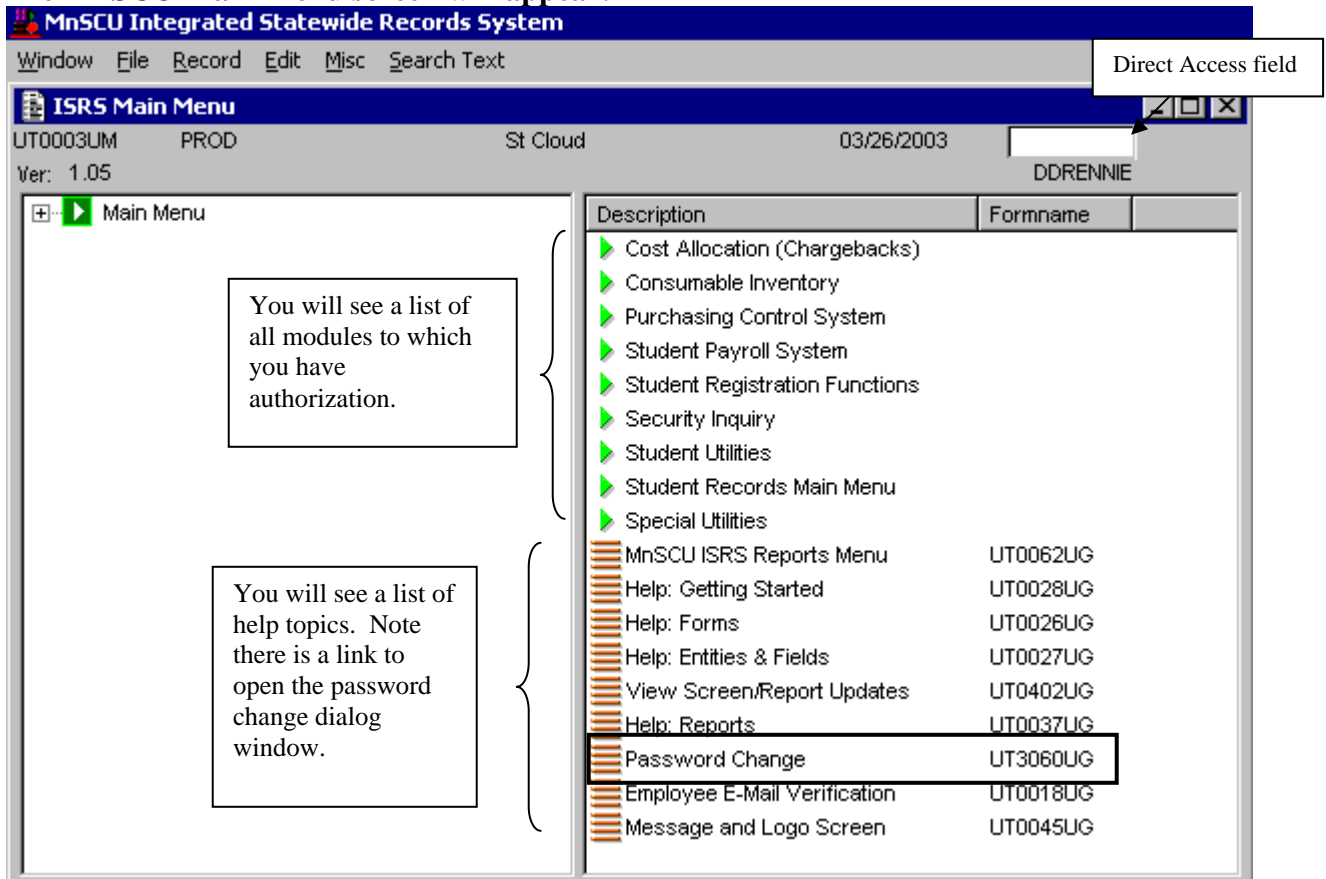 MnSCU Integrated Statewide Records System
Window File Record Edit Misc Search Text
Direct Access field
ISRS Main Menu
UT0003UM PROD St Cloud 03/26/2003
Ver: 1.05 DDRENNIE
Main Menu
Description Formname
Cost Allocation (Chargebacks)
Consumable Inventory
Purchasing Control System
Student Payroll System
Student Registration Functions
Security Inquiry
Student Utilities
Student Records Main Menu
Special Utilities
You will see a list of
all modules to which
you have
authorization.
MnSCU ISRS Reports Menu UT0062UG
Help: Getting Started UT0028UG
Help: Forms UT0026UG
Help: Entities & Fields UT0027UG
View Screen/Report Updates UT0402UG
Help: Reports UT0037UG
Password Change UT3060UG
Employee E-Mail Verification UT0018UG
Message and Logo Screen UT0045UG
You will see a list of
help topics. Note
there is a link to
open the password
change dialog
window.